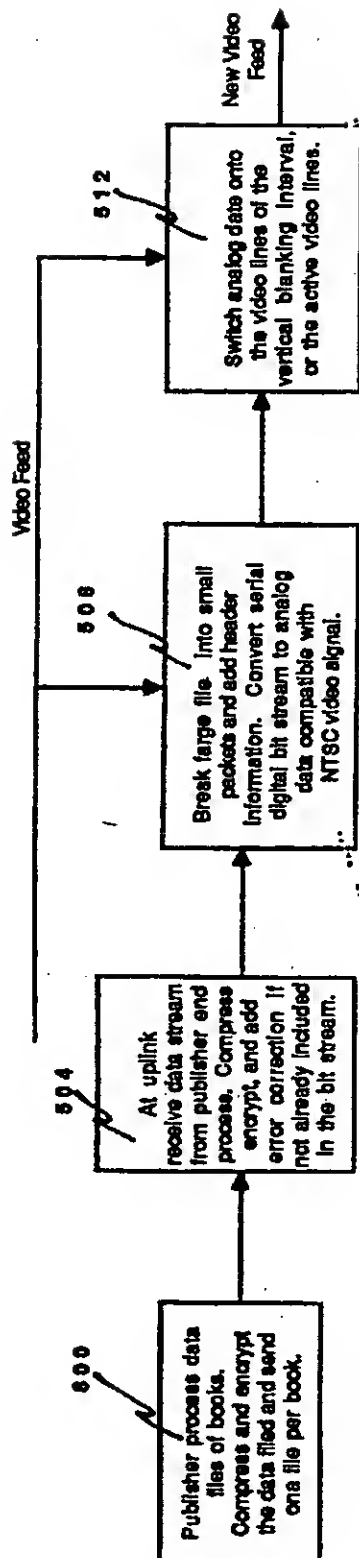 800
Publisher process data
files of books.
Compress and encrypt
the data filed and send
one file per book.
504
At uplink
receive data stream
from publisher end
process. Compress
encrypt, and add
error correction if
not already included
in the bit stream.
Video Feed
508
Break large file into small
packets and add header
information. Convert serial
digital bit stream to analog
data compatible with
NTSC video signal.
512
Switch analog date onto
the video lines of the
vertical blanking interval,
or the active video lines.
New Video
Feed